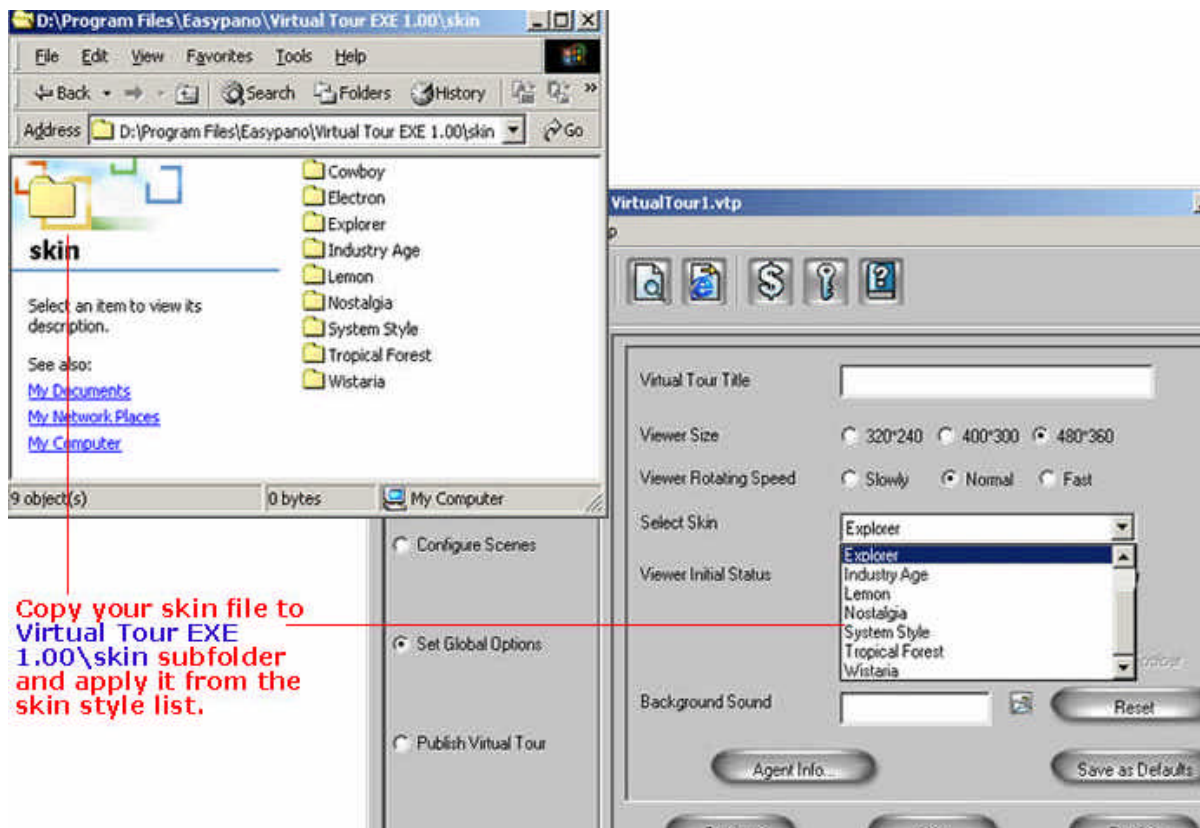 D:\Program Files\Easypano\Virtual Tour EXE 1.00\skin
File Edit View Favorites Tools Help
Back Search Folders History »
Address D:\Program Files\Easypano\Virtual Tour EXE 1.00\skin Go
skin
Select an item to view its
description.
See also:
My Documents
My Network Places
My Computer
Cowboy
Electron
Explorer
Industry Age
Lemon
Nostalgia
System Style
Tropical Forest
Wistaria
9 object(s) 0 bytes My Computer
VirtualTour1.vtp
Virtual Tour Title
Viewer Size 320*240 400*300 480*360
Viewer Rotating Speed Slowly Normal Fast
Select Skin Explorer
Explorer
Industry Age
Lemon
Nostalgia
System Style
Tropical Forest
Wistaria
Viewer Initial Status
Background Sound Reset
Agent Info... Save as Defaults
Configure Scenes
Set Global Options
Publish Virtual Tour
Copy your skin file to
Virtual Tour EXE
1.00\skin subfolder
and apply it from the
skin style list.